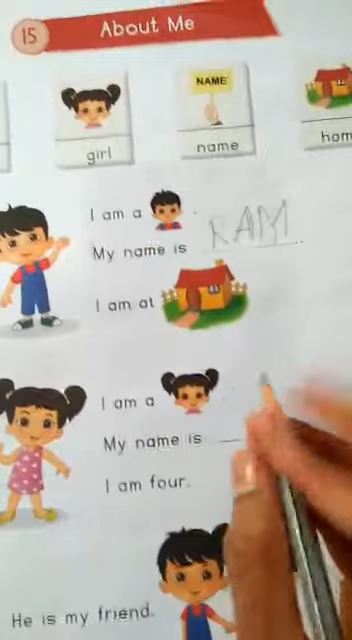 15 About Me
NAME
girl name
I am a .
My name is RAM.
I am at
I am a
My name is
I am four.
He is my friend.